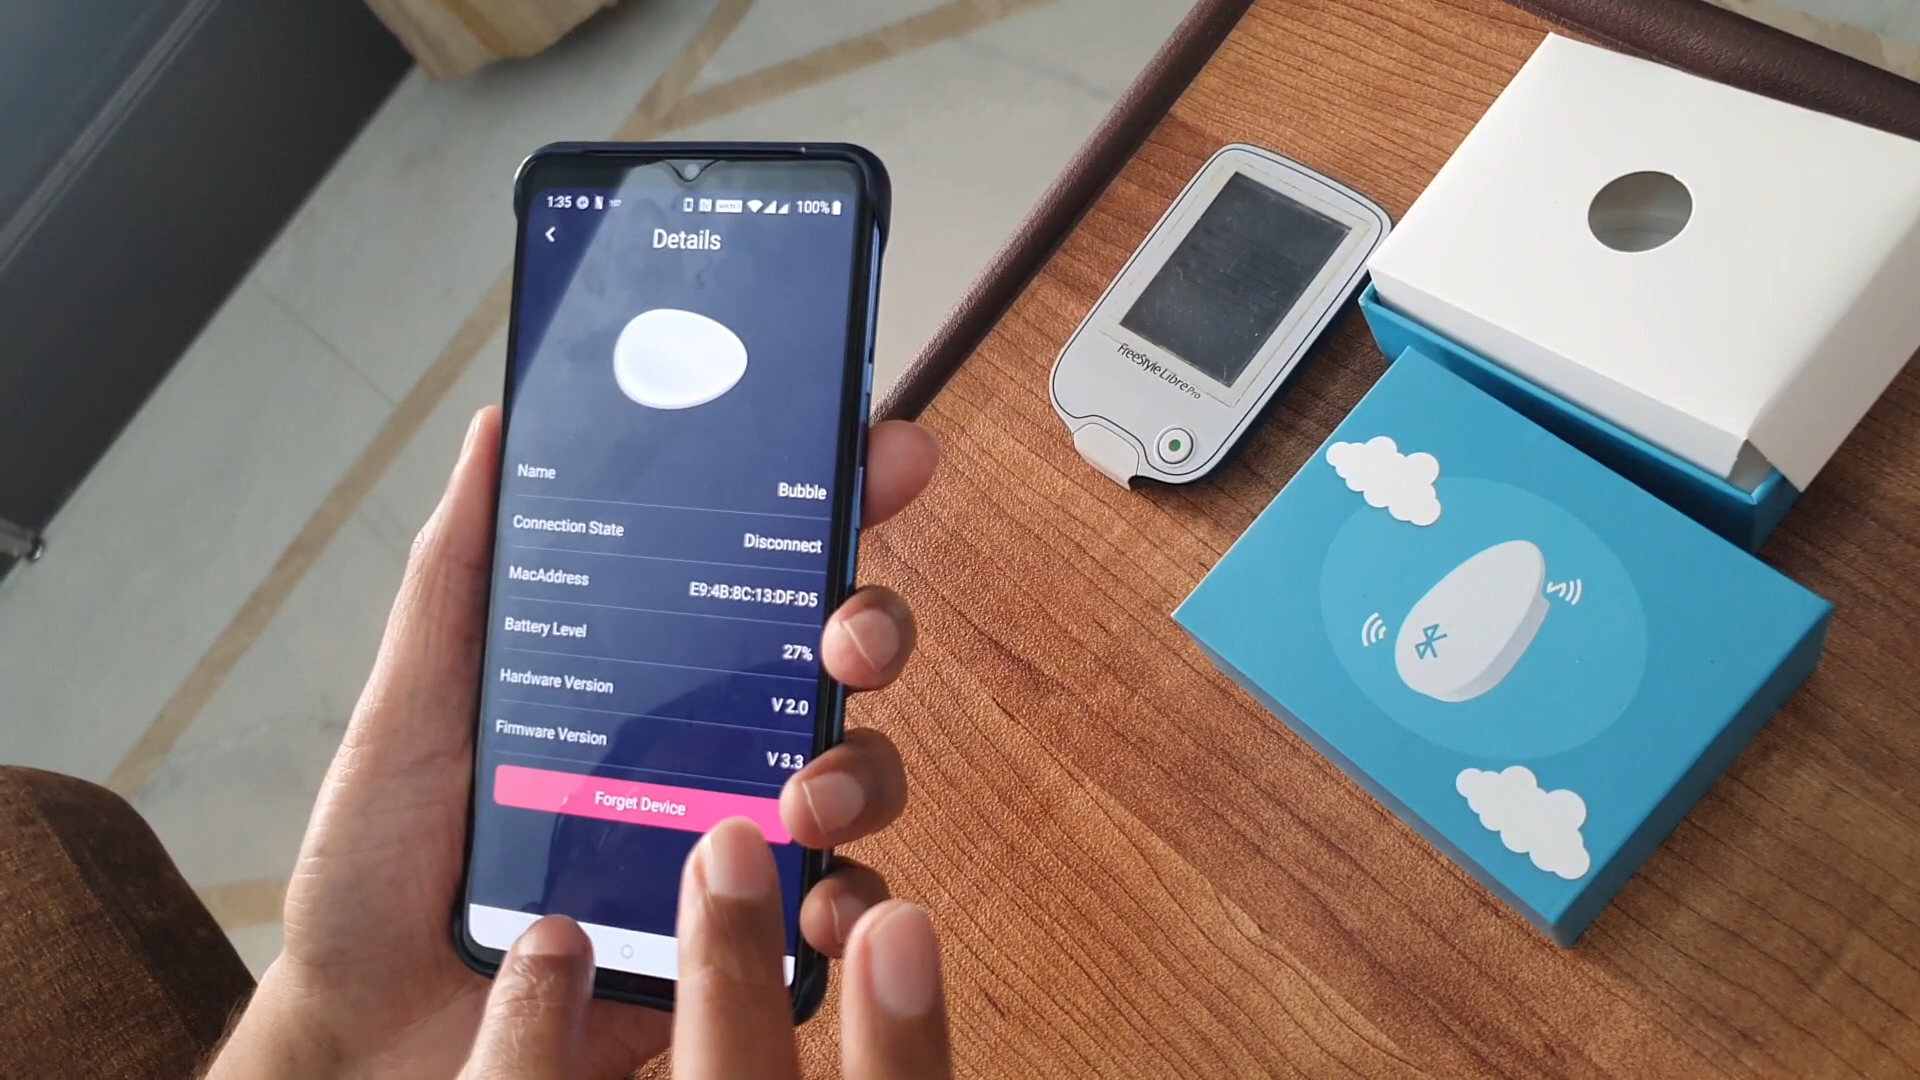 1:35 100%
Details
Name Bubble
Connection State Disconnect
MacAddress E9:4B:8C:13:DF:D5
Battery Level 27%
Hardware Version V 2.0
Firmware Version V 3.3
Forget Device
FreeStyle Libre Pro